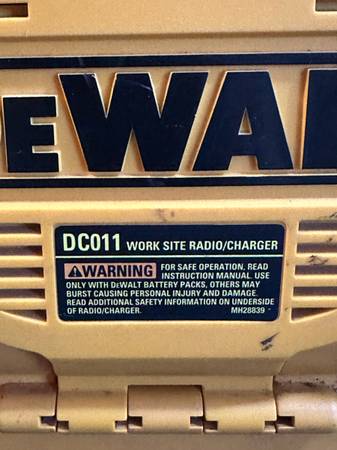 DEWAL
DC011 WORK SITE RADIO/CHARGER
WARNING FOR SAFE OPERATION, READ
INSTRUCTION MANUAL. USE
ONLY WITH DEWALT BATTERY PACKS, OTHERS MAY
BURST CAUSING PERSONAL INJURY AND DAMAGE.
READ ADDITIONAL SAFETY INFORMATION ON UNDERSIDE
OF RADIO/CHARGER. MH28839